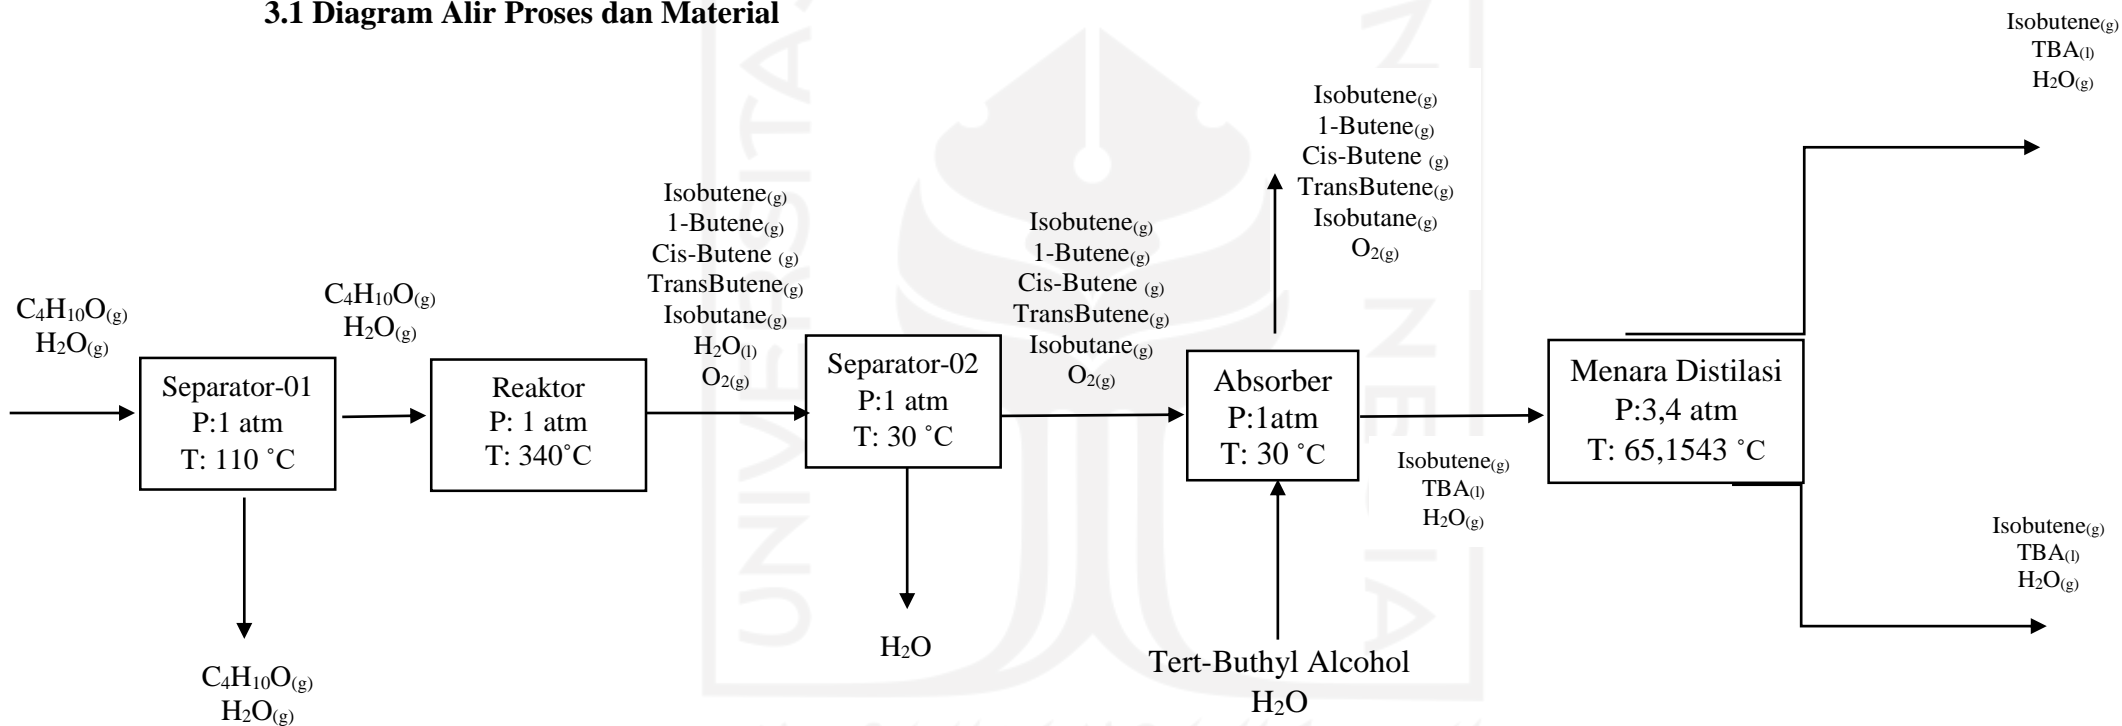 3.1 Diagram Alir Proses dan Material
C₄H₁₀O(g)
H₂O(g)
Separator-01
P:1 atm
T: 110 ˚C
C₄H₁₀O(g)
H₂O(g)
C₄H₁₀O(g)
H₂O(g)
Reaktor
P: 1 atm
T: 340˚C
Isobutene(g)
1-Butene(g)
Cis-Butene (g)
TransButene(g)
Isobutane(g)
H₂O(l)
O₂(g)
Separator-02
P:1 atm
T: 30 ˚C
H₂O
Isobutene(g)
1-Butene(g)
Cis-Butene (g)
TransButene(g)
Isobutane(g)
O₂(g)
Absorber
P:1atm
T: 30 ˚C
Isobutene(g)
1-Butene(g)
Cis-Butene (g)
TransButene(g)
Isobutane(g)
O₂(g)
Tert-Buthyl Alcohol
H₂O
Isobutene(g)
TBA(l)
H₂O(g)
Menara Distilasi
P:3,4 atm
T: 65,1543 ˚C
Isobutene(g)
TBA(l)
H₂O(g)
Isobutene(g)
TBA(l)
H₂O(g)